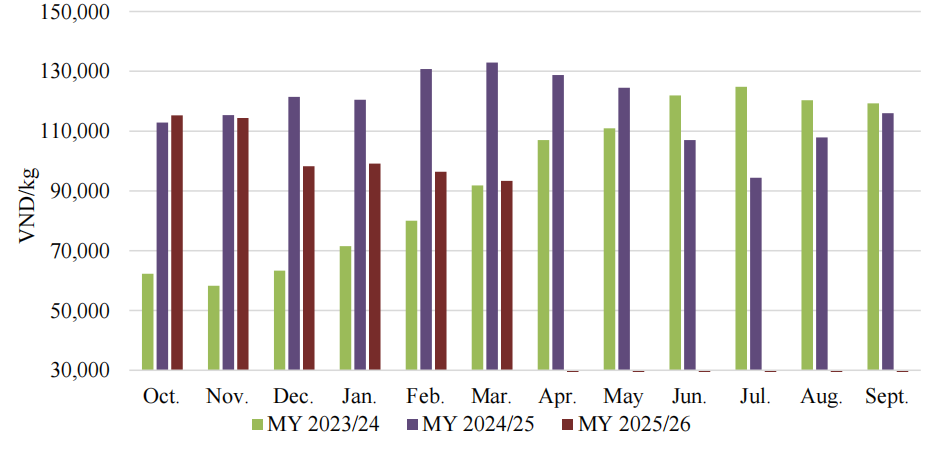 150,000
130,000
110,000
90,000
70,000
50,000
30,000
VND/kg
Oct. Nov. Dec. Jan. Feb. Mar. Apr. May Jun. Jul. Aug. Sept.
MY 2023/24 MY 2024/25 MY 2025/26